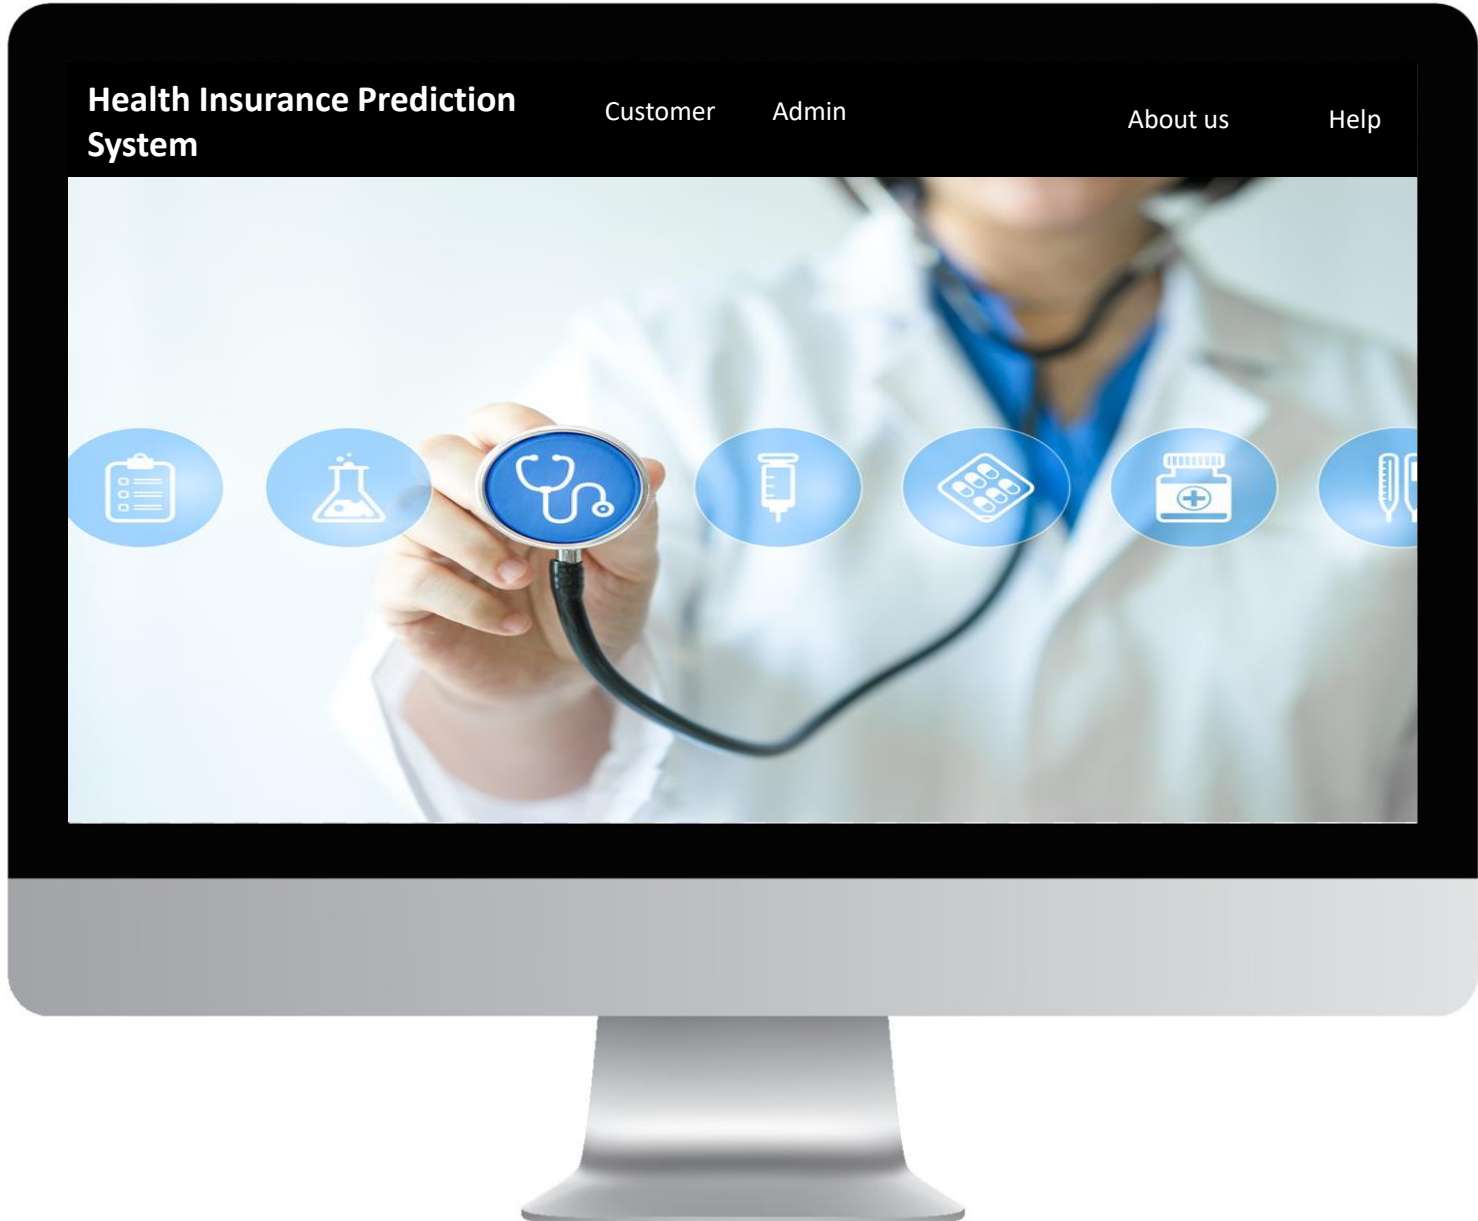 Health Insurance Prediction
System
Customer
Admin
About us
Help